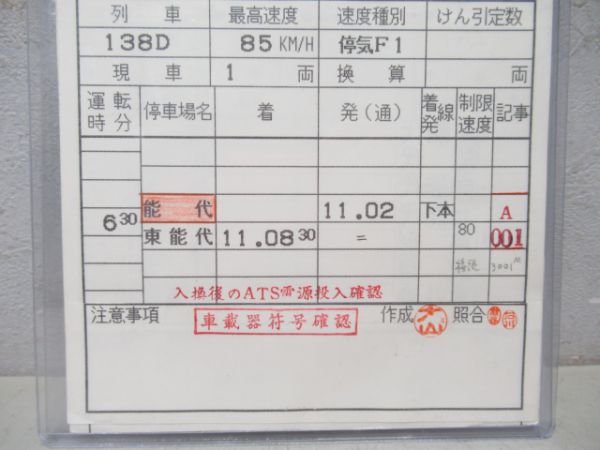 列車 最高速度 速度種別 けん引定数
138D 85KM/H 停気F1
現車 1両 換算 両
運転時分 停車場名 着 発(通) 着発線 制限速度 記事
能代 11.02 下本 A
6 30 東能代 11.08 30 = 80 001
3001M
入換後のATS電源投入確認
注意事項 車載器符号確認 作成 照合